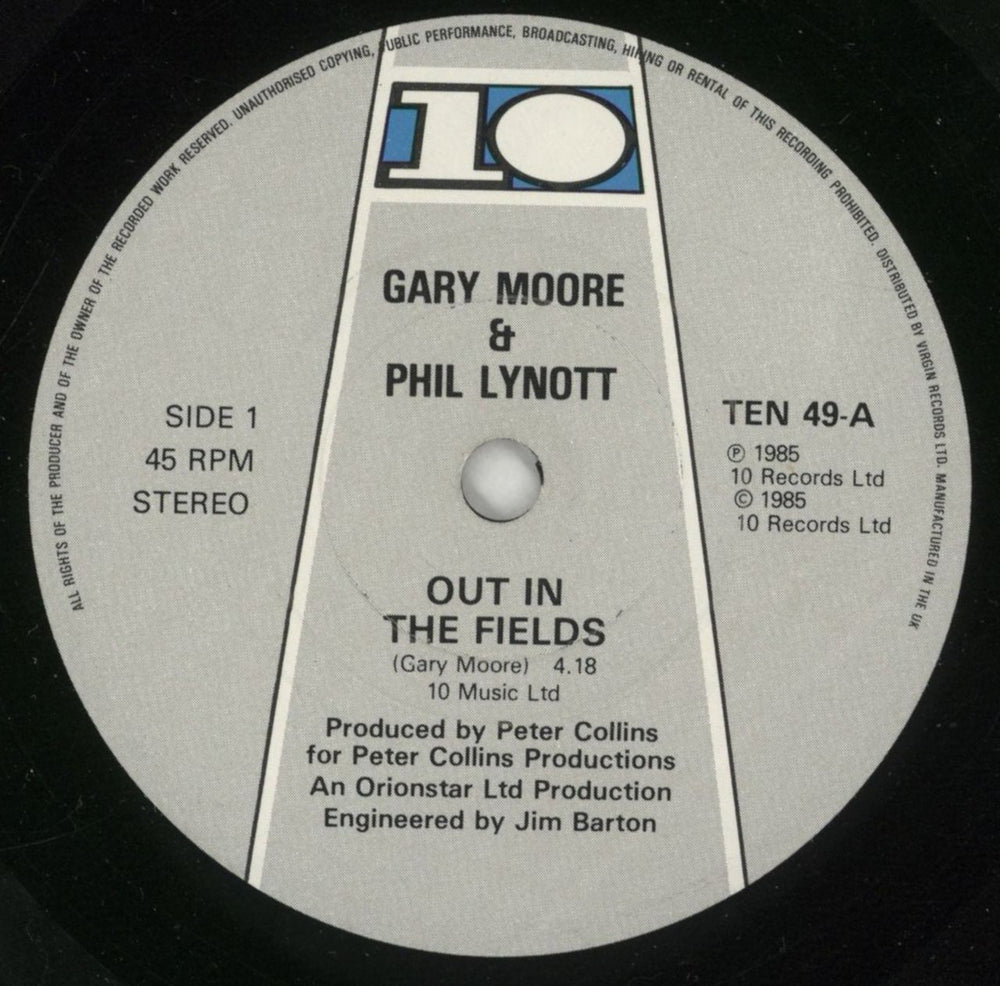 ALL RIGHTS OF THE PRODUCER AND OF THE OWNER OF THE RECORDED WORK RESERVED. UNAUTHORISED COPYING, PUBLIC PERFORMANCE, BROADCASTING, HIRING OR RENTAL OF THIS RECORDING PROHIBITED. DISTRIBUTED BY VIRGIN RECORDS LTD. MANUFACTURED IN THE UK
10
GARY MOORE
&
PHIL LYNOTT
SIDE 1
45 RPM
STEREO
TEN 49-A
℗ 1985
10 Records Ltd
© 1985
10 Records Ltd
OUT IN
THE FIELDS
(Gary Moore) 4.18
10 Music Ltd
Produced by Peter Collins
for Peter Collins Productions
An Orionstar Ltd Production
Engineered by Jim Barton